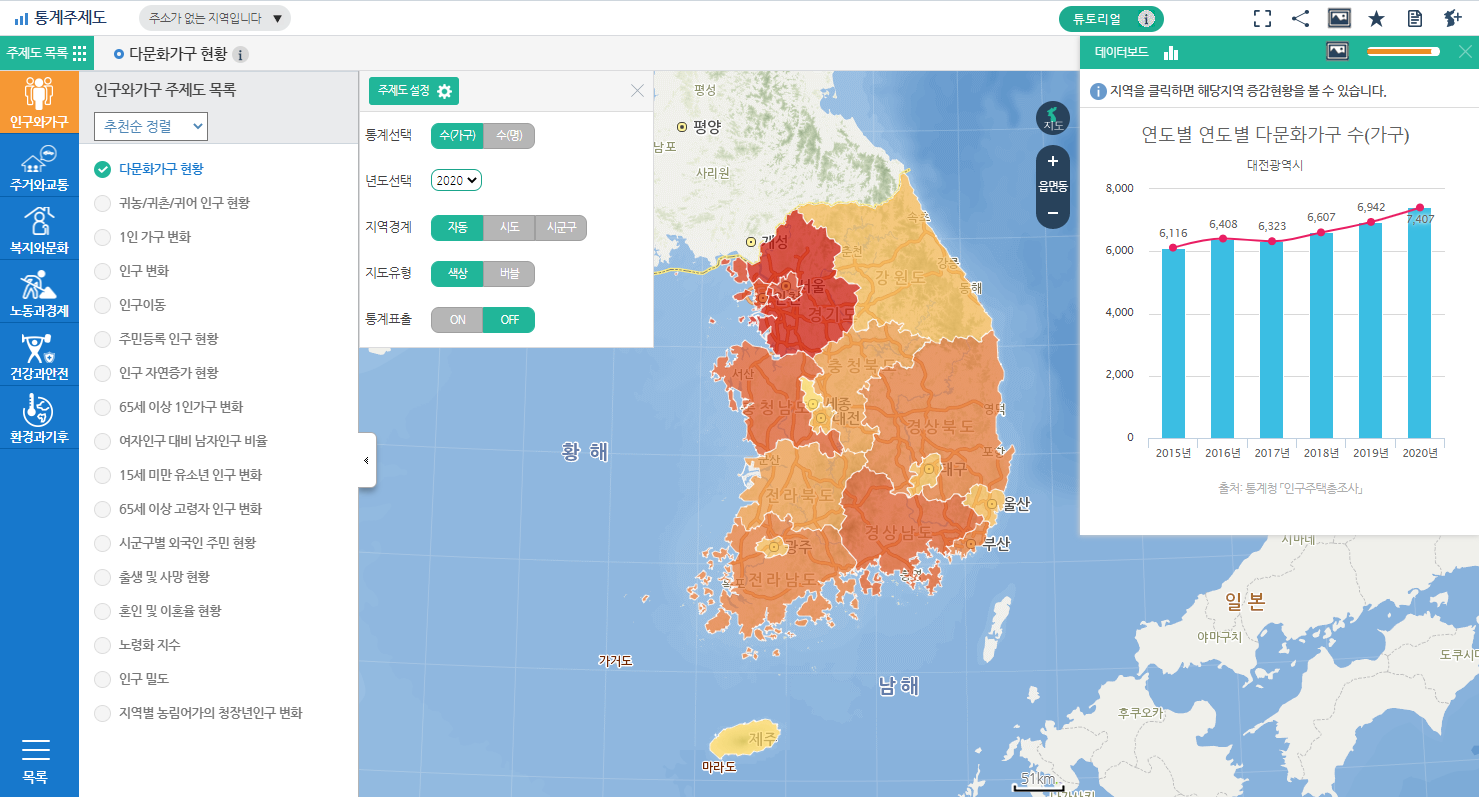 통계주제도
주소가 없는 지역입니다 ▼
튜토리얼 i
주제도 목록
다문화가구 현황 i
인구와가구
주거와교통
복지와문화
노동과경제
건강과안전
환경과기후
목록
인구와가구 주제도 목록
추천순 정렬
다문화가구 현황
귀농/귀촌/귀어 인구 현황
1인 가구 변화
인구 변화
인구이동
주민등록 인구 현황
인구 자연증가 현황
65세 이상 1인가구 변화
여자인구 대비 남자인구 비율
15세 미만 유소년 인구 변화
65세 이상 고령자 인구 변화
시군구별 외국인 주민 현황
출생 및 사망 현황
혼인 및 이혼율 현황
노령화 지수
인구 밀도
지역별 농림어가의 청장년인구 변화
주제도 설정
통계선택 수(가구) 수(명)
년도선택 2020
지역경계 자동 시도 시군구
지도유형 색상 버블
통계표출 ON OFF
평성
평양
남포
사리원
개성
속초
춘천
강릉
강원도
동해
서울
인천
경기도
충청북도
서산
충청남도
세종
대전
영덕
경상북도
포항
군산
대구
전라북도
울산
경상남도
부산
광주
통영
목포
전라남도
황해
가거도
남해
제주
마라도
시마네
일본
야마구치
도쿠시마
후쿠오카
51km
나가사키
지도
+
읍면동
−
데이터보드
i 지역을 클릭하면 해당지역 증감현황을 볼 수 있습니다.
연도별 연도별 다문화가구 수(가구)
대전광역시
8,000
6,000
4,000
2,000
0
6,116
6,408
6,323
6,607
6,942
7,407
2015년 2016년 2017년 2018년 2019년 2020년
출처: 통계청「인구주택총조사」